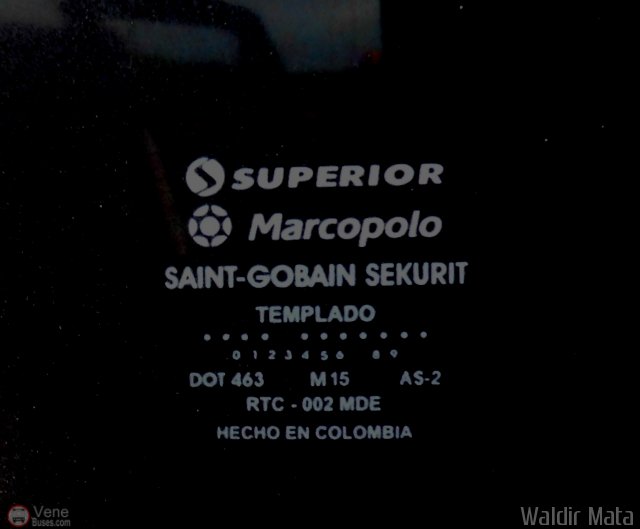 SUPERIOR
Marcopolo
SAINT-GOBAIN SEKURIT
TEMPLADO
• • • • • • • • • • •
0 1 2 3 4 5 6 8 9
DOT 463 M 15 AS-2
RTC - 002 MDE
HECHO EN COLOMBIA
Vene
Buses.com
Waldir Mata